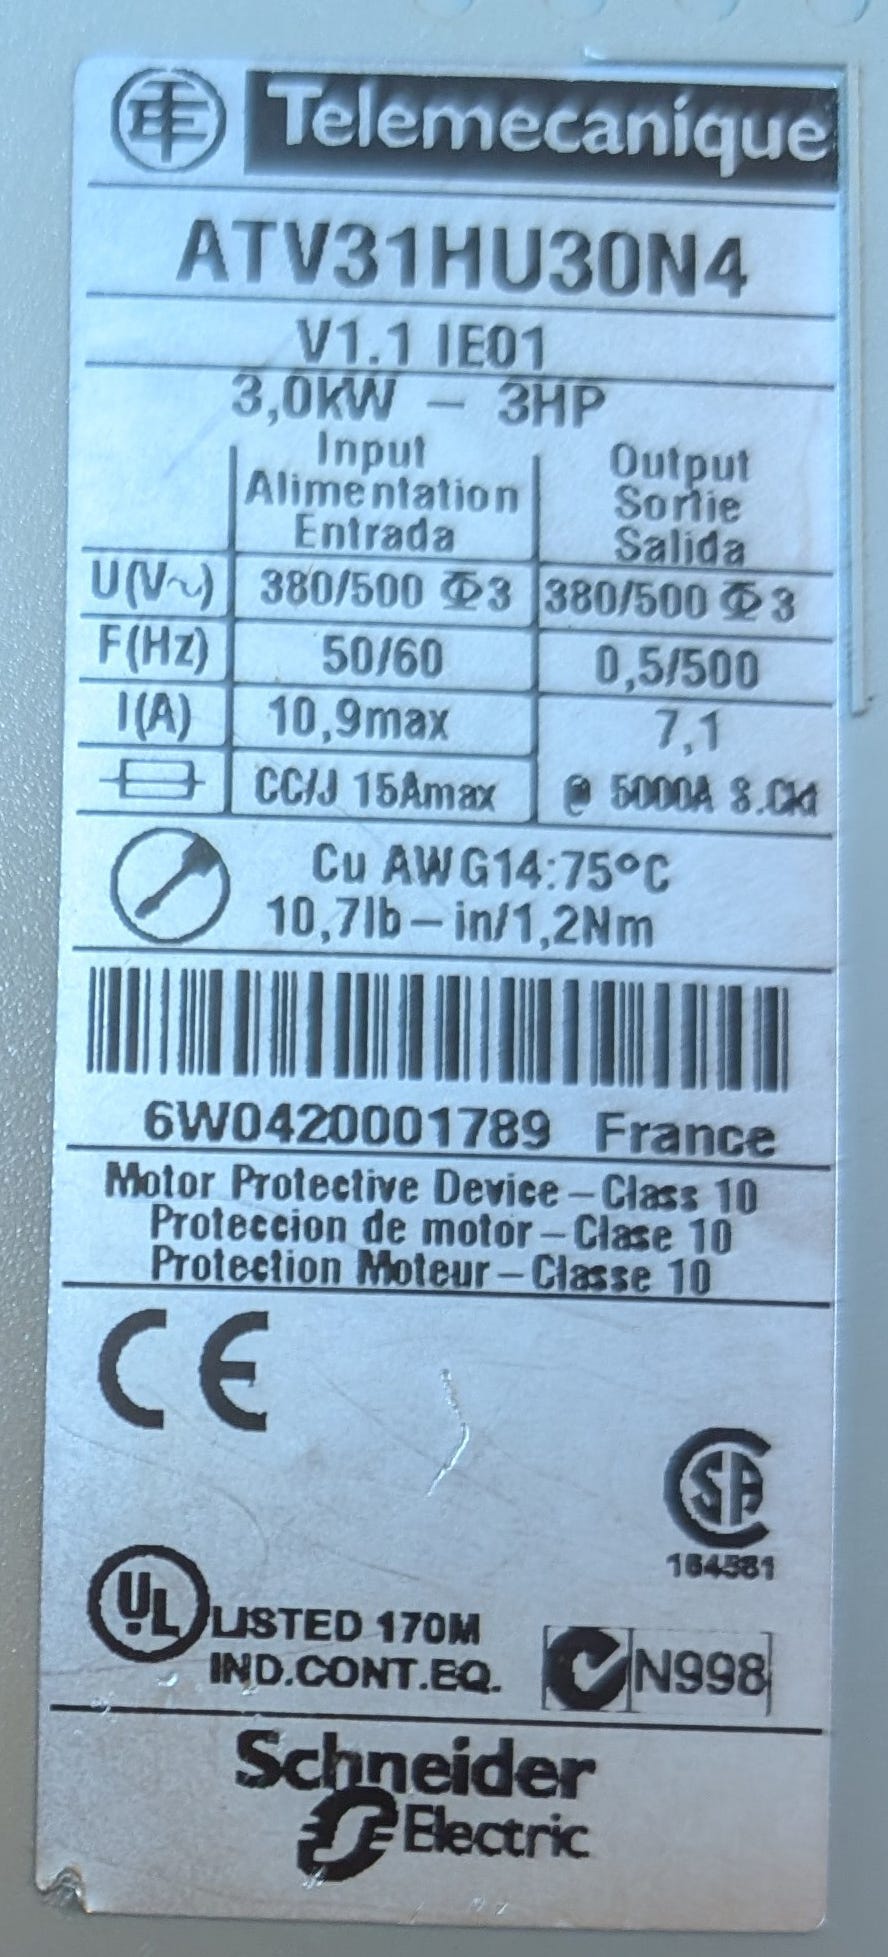 Telemecanique
ATV31HU30N4
V1.1 IE01
3,0kW - 3HP
Input Output
Alimentation Sortie
Entrada Salida
U(V~) 380/500 Φ3 380/500 Φ3
F(Hz) 50/60 0,5/500
I(A) 10,9max 7,1
CC/J 15Amax @ 5000A S.Ckt
Cu AWG14:75°C
10,7lb-in/1,2Nm
6W0420001789 France
Motor Protective Device - Class 10
Proteccion de motor - Clase 10
Protection Moteur - Classe 10
CE
SA
164581
UL LISTED 170M
IND.CONT.EQ.
N998
Schneider
Electric